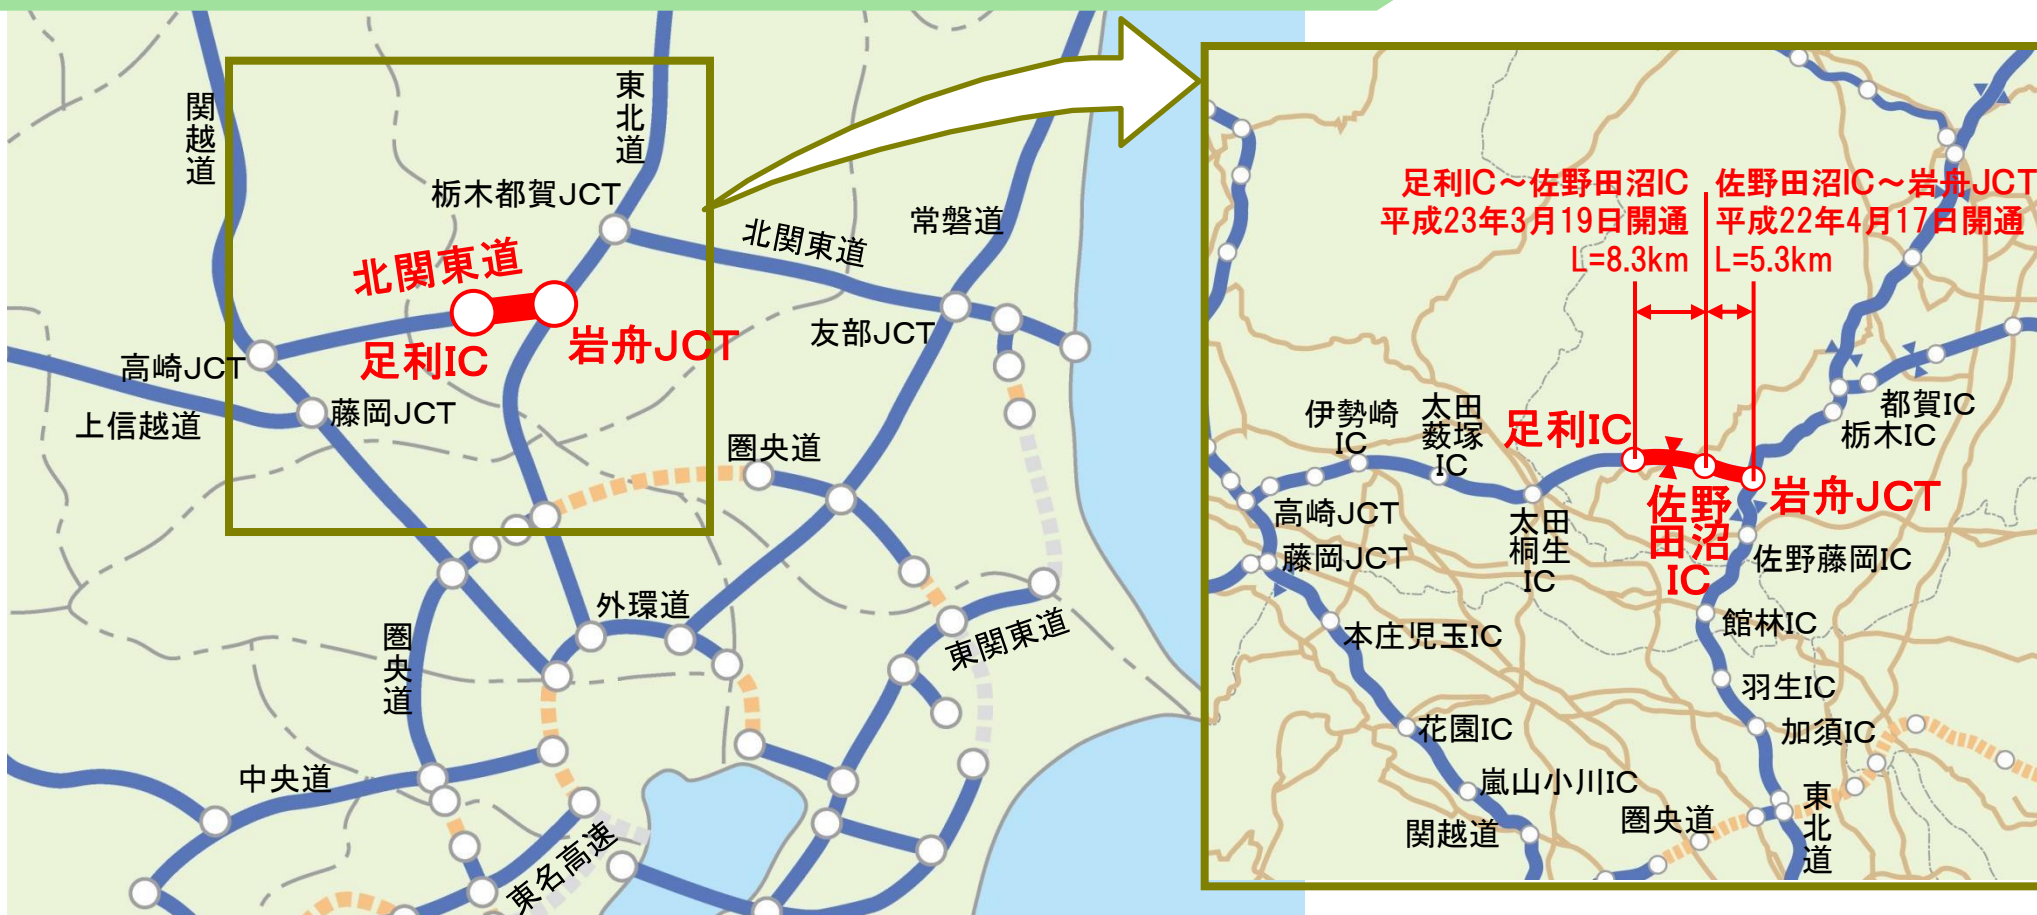 関越道
東北道
栃木都賀JCT
北関東道
常磐道
北関東道
友部JCT
足利IC
岩舟JCT
高崎JCT
上信越道
藤岡JCT
圏央道
外環道
圏央道
東関東道
中央道
東名高速
足利IC～佐野田沼IC
平成23年3月19日開通
L=8.3km
佐野田沼IC～岩舟JCT
平成22年4月17日開通
L=5.3km
伊勢崎
IC
太田
薮塚
IC
足利IC
都賀IC
栃木IC
高崎JCT
太田
桐生
IC
佐野
田沼
IC
岩舟JCT
藤岡JCT
佐野藤岡IC
本庄児玉IC
館林IC
羽生IC
花園IC
加須IC
嵐山小川IC
関越道
圏央道
東北道